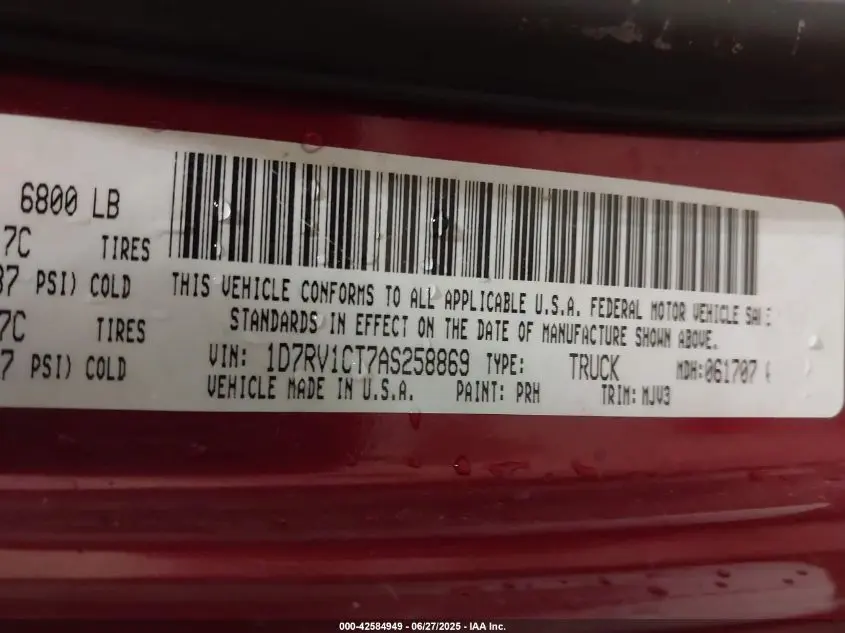 6800 LB
7C TIRES
37 PSI) COLD
7C TIRES
7 PSI) COLD
THIS VEHICLE CONFORMS TO ALL APPLICABLE U.S.A. FEDERAL MOTOR VEHICLE
STANDARDS IN EFFECT ON THE DATE OF MANUFACTURE SHOWN ABOVE.
VIN: 1D7RV1CT7AS258869 TYPE: TRUCK MDH:061707
VEHICLE MADE IN U.S.A. PAINT: PRH TRIM: MJV3
000-42584949 - 06/27/2025 - IAA Inc.